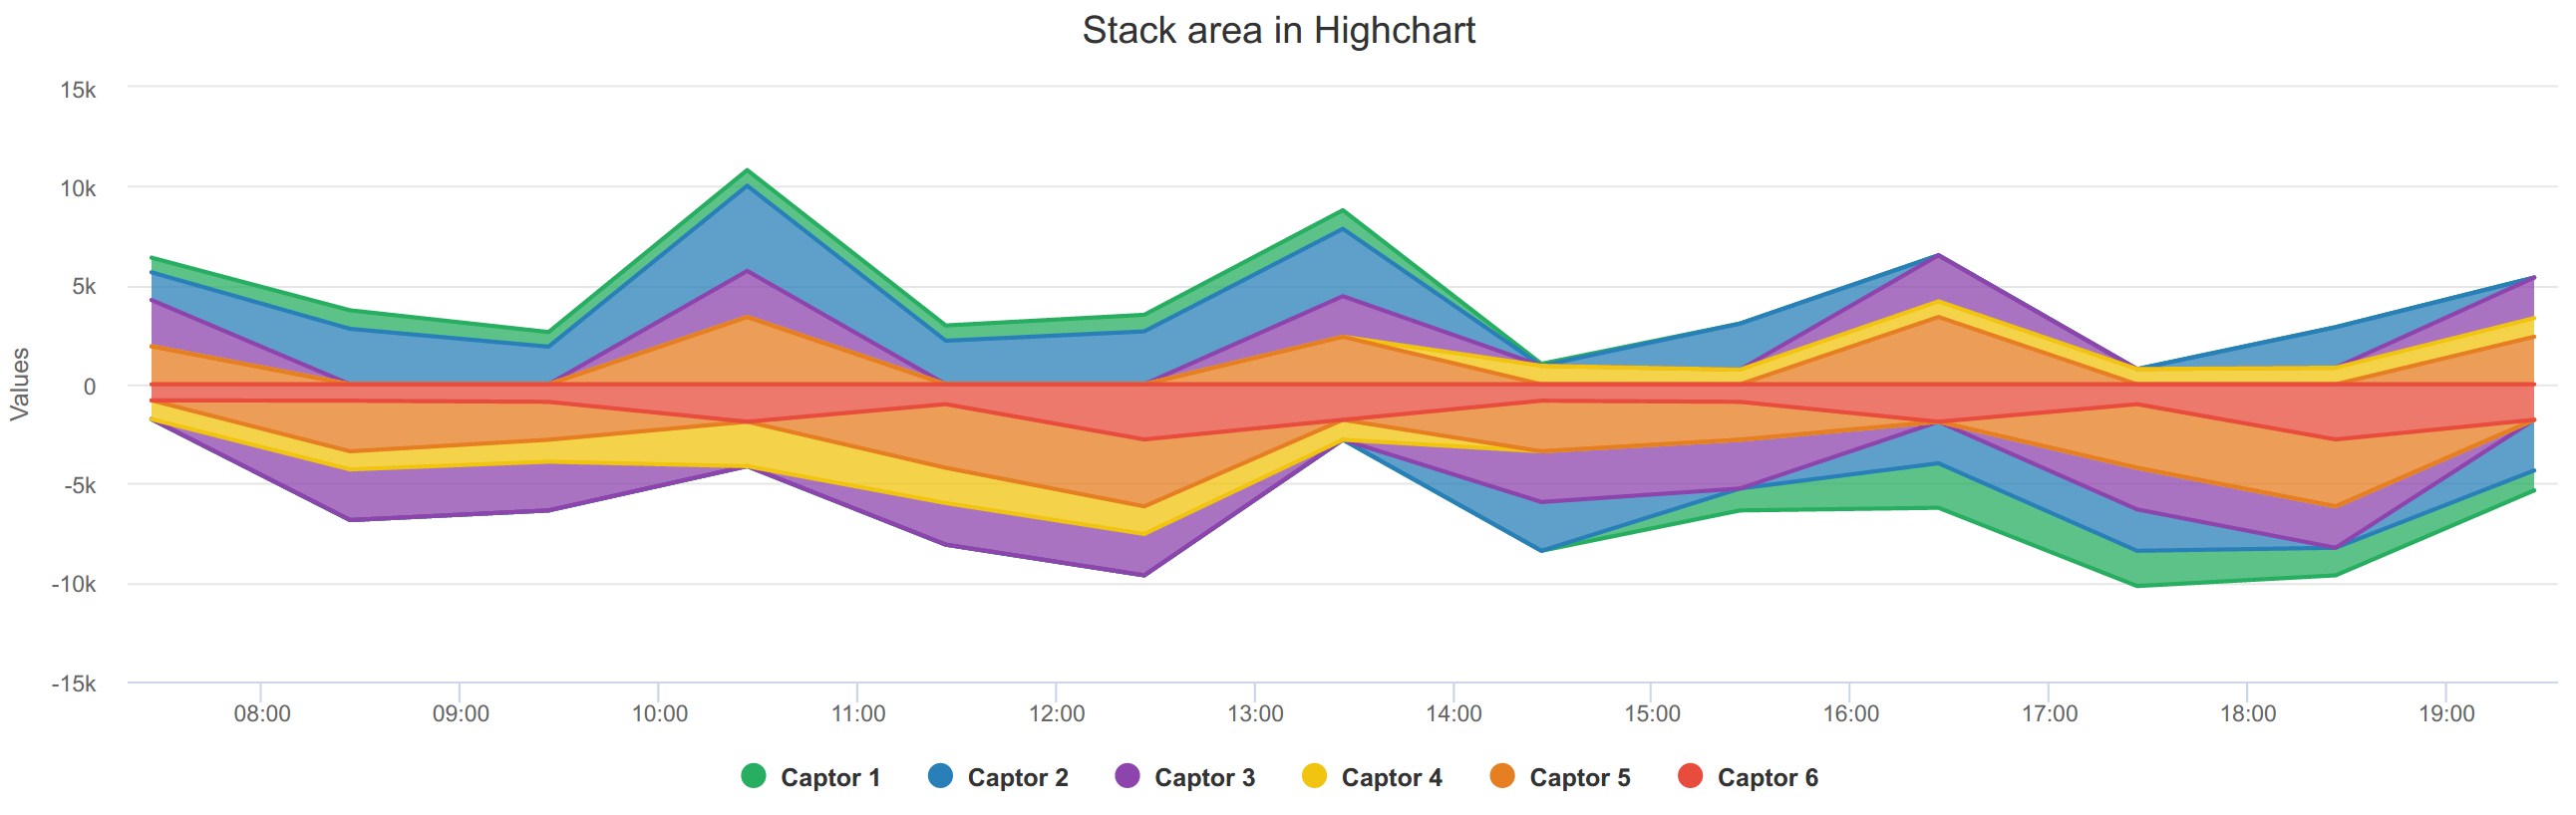 Stack area in Highchart
15k
10k
5k
0
-5k
-10k
-15k
Values
08:00 09:00 10:00 11:00 12:00 13:00 14:00 15:00 16:00 17:00 18:00 19:00
Captor 1 Captor 2 Captor 3 Captor 4 Captor 5 Captor 6